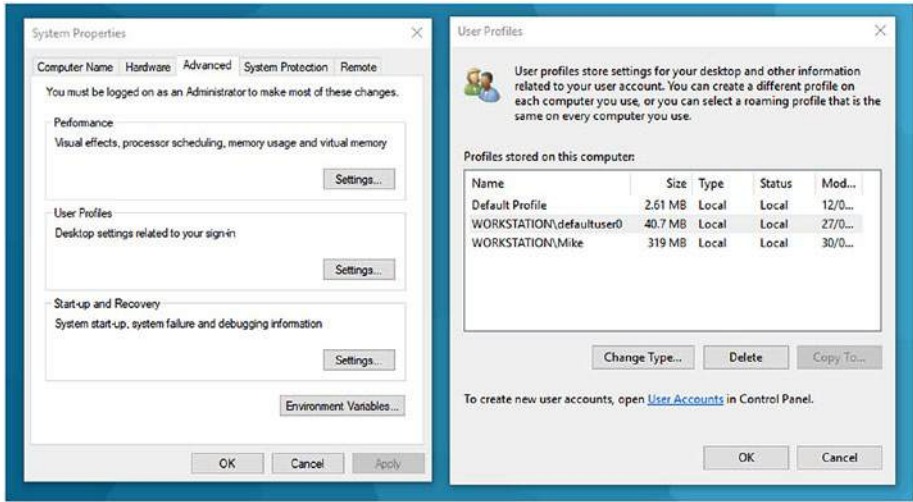 System Properties
Computer Name Hardware Advanced System Protection Remote
You must be logged on as an Administrator to make most of these changes.
Performance
Visual effects, processor scheduling, memory usage and virtual memory
Settings...
User Profiles
Desktop settings related to your sign-in
Settings...
Start-up and Recovery
System start-up, system failure and debugging information
Settings...
Environment Variables...
OK Cancel Apply
User Profiles
User profiles store settings for your desktop and other information
related to your user account. You can create a different profile on
each computer you use, or you can select a roaming profile that is the
same on every computer you use.
Profiles stored on this computer:
Name Size Type Status Mod...
Default Profile 2.61 MB Local Local 12/0...
WORKSTATION\defaultuser0 40.7 MB Local Local 27/0...
WORKSTATION\Mike 319 MB Local Local 30/0...
Change Type... Delete Copy To...
To create new user accounts, open User Accounts in Control Panel.
OK Cancel